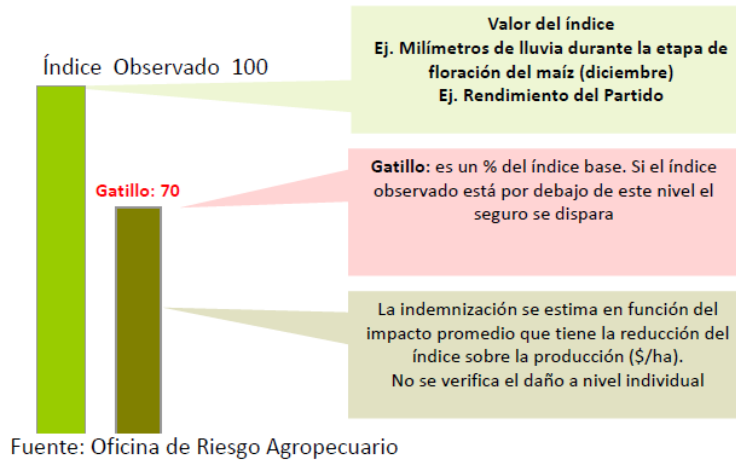 Valor del índice
Ej. Milímetros de lluvia durante la etapa de
floración del maíz (diciembre)
Ej. Rendimiento del Partido
Índice Observado 100
Gatillo: 70
Gatillo: es un % del índice base. Si el índice
observado está por debajo de este nivel el
seguro se dispara
La indemnización se estima en función del
impacto promedio que tiene la reducción del
índice sobre la producción ($/ha).
No se verifica el daño a nivel individual
Fuente: Oficina de Riesgo Agropecuario